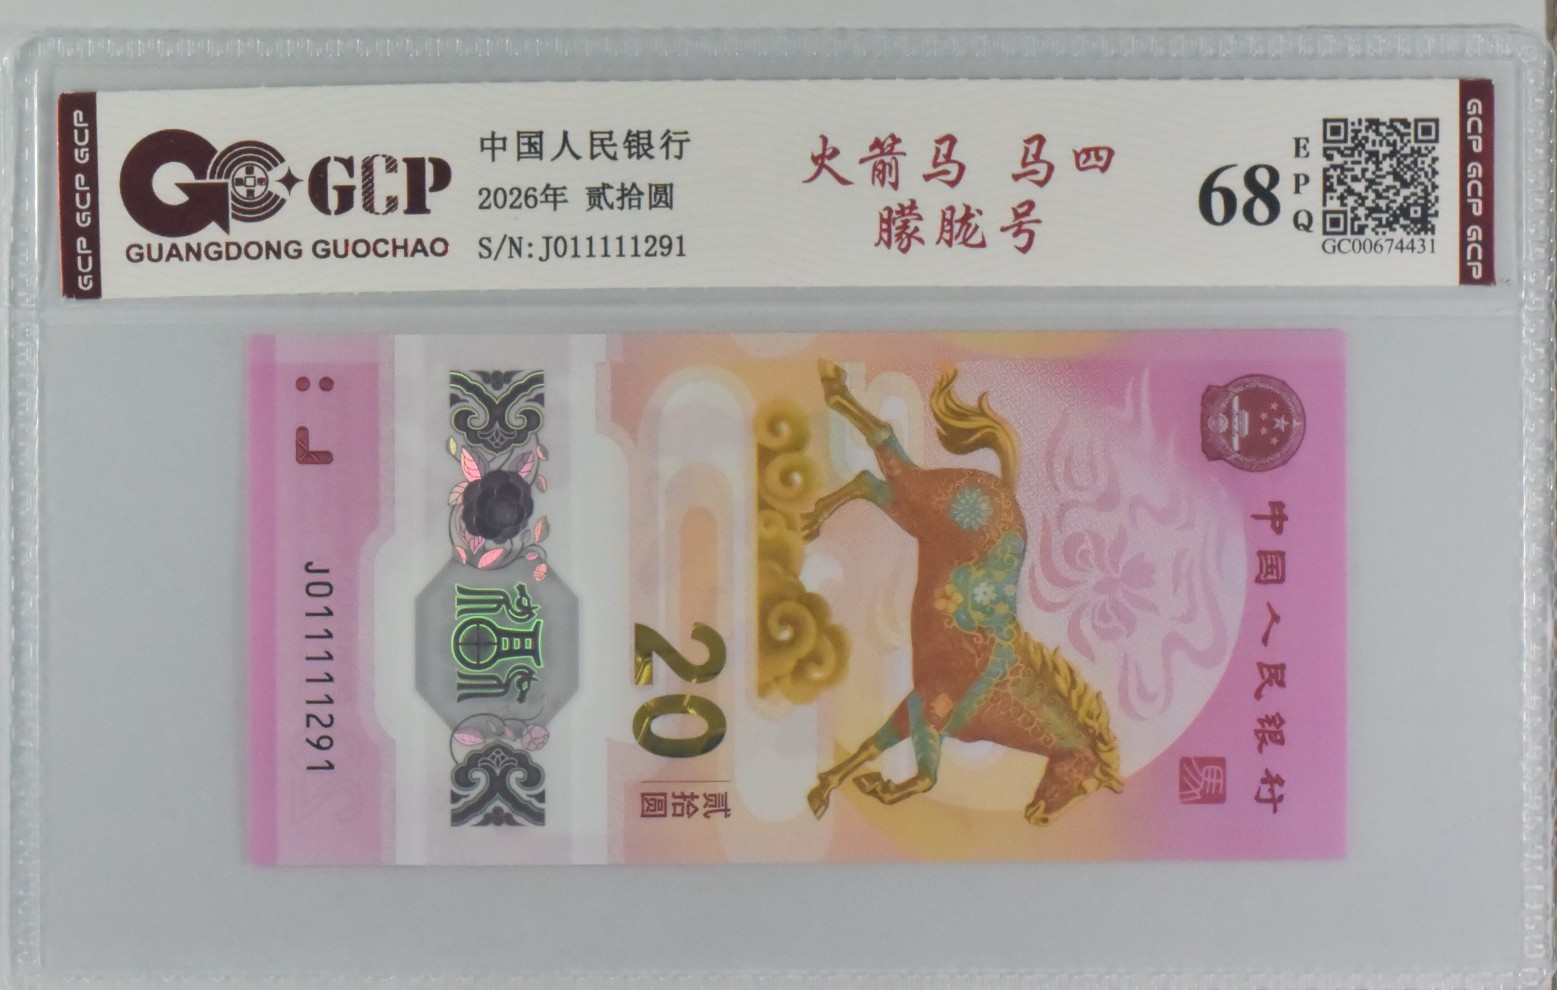 GCP GCP GCP
GCP
GUANGDONG GUOCHAO
中国人民银行
2026年 贰拾圆
S/N:J011111291
火箭马 马四
朦胧号
68
EPQ
GC00674431
GCP GCP GCP
中国人民银行
20
贰拾圆
J011111291